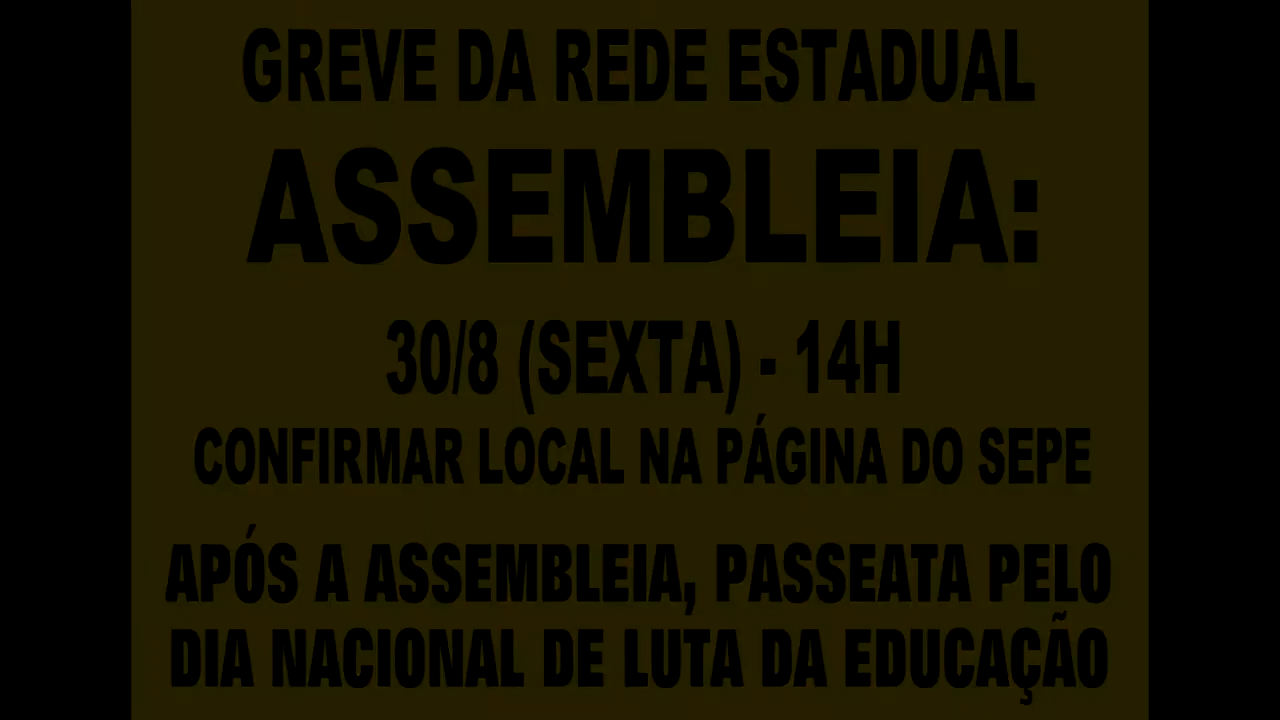 GREVE DA REDE ESTADUAL
ASSEMBLEIA:
30/8 (SEXTA) - 14H
CONFIRMAR LOCAL NA PÁGINA DO SEPE
APÓS A ASSEMBLEIA, PASSEATA PELO
DIA NACIONAL DE LUTA DA EDUCAÇÃO